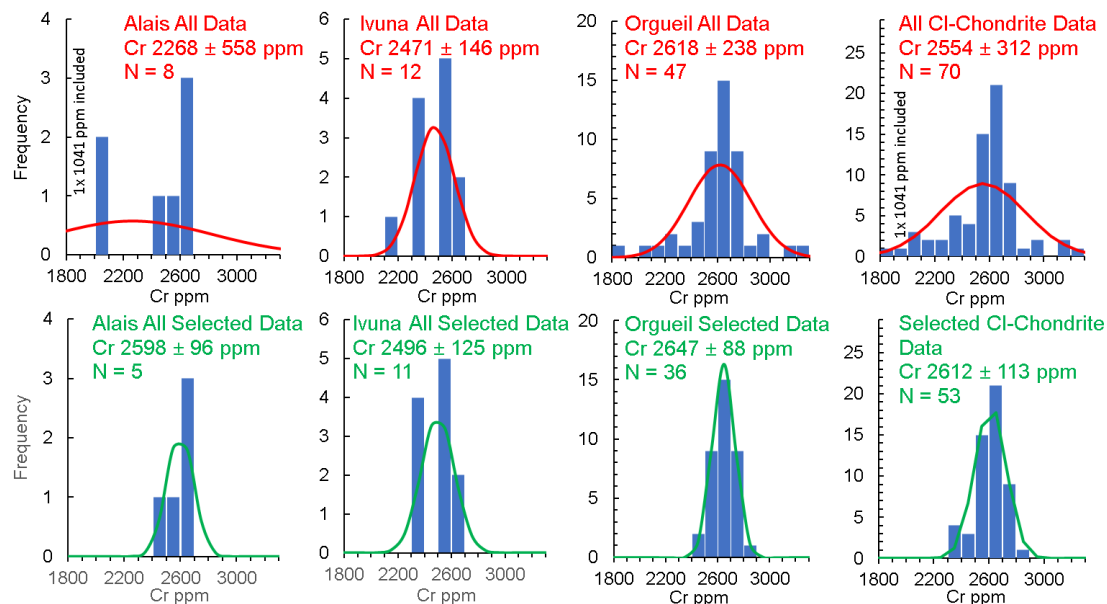 Alais All Data
Cr 2268 ± 558 ppm
N = 8
1x 1041 ppm included
Frequency
4
3
2
1
0
1800 2200 2600 3000
Cr ppm
Ivuna All Data
Cr 2471 ± 146 ppm
N = 12
6
5
4
3
2
1
0
1800 2200 2600 3000
Cr ppm
Orgueil All Data
Cr 2618 ± 238 ppm
N = 47
20
15
10
5
0
1800 2200 2600 3000
Cr ppm
All CI-Chondrite Data
Cr 2554 ± 312 ppm
N = 70
1x 1041 ppm included
25
20
15
10
5
0
1800 2200 2600 3000
Cr ppm
Alais All Selected Data
Cr 2598 ± 96 ppm
N = 5
Frequency
4
3
2
1
0
1800 2200 2600 3000
Cr ppm
Ivuna All Selected Data
Cr 2496 ± 125 ppm
N = 11
6
5
4
3
2
1
0
1800 2200 2600 3000
Cr ppm
Orgueil Selected Data
Cr 2647 ± 88 ppm
N = 36
20
15
10
5
0
1800 2200 2600 3000
Cr ppm
Selected CI-Chondrite
Data
Cr 2612 ± 113 ppm
N = 53
25
20
15
10
5
0
1800 2200 2600 3000
Cr ppm